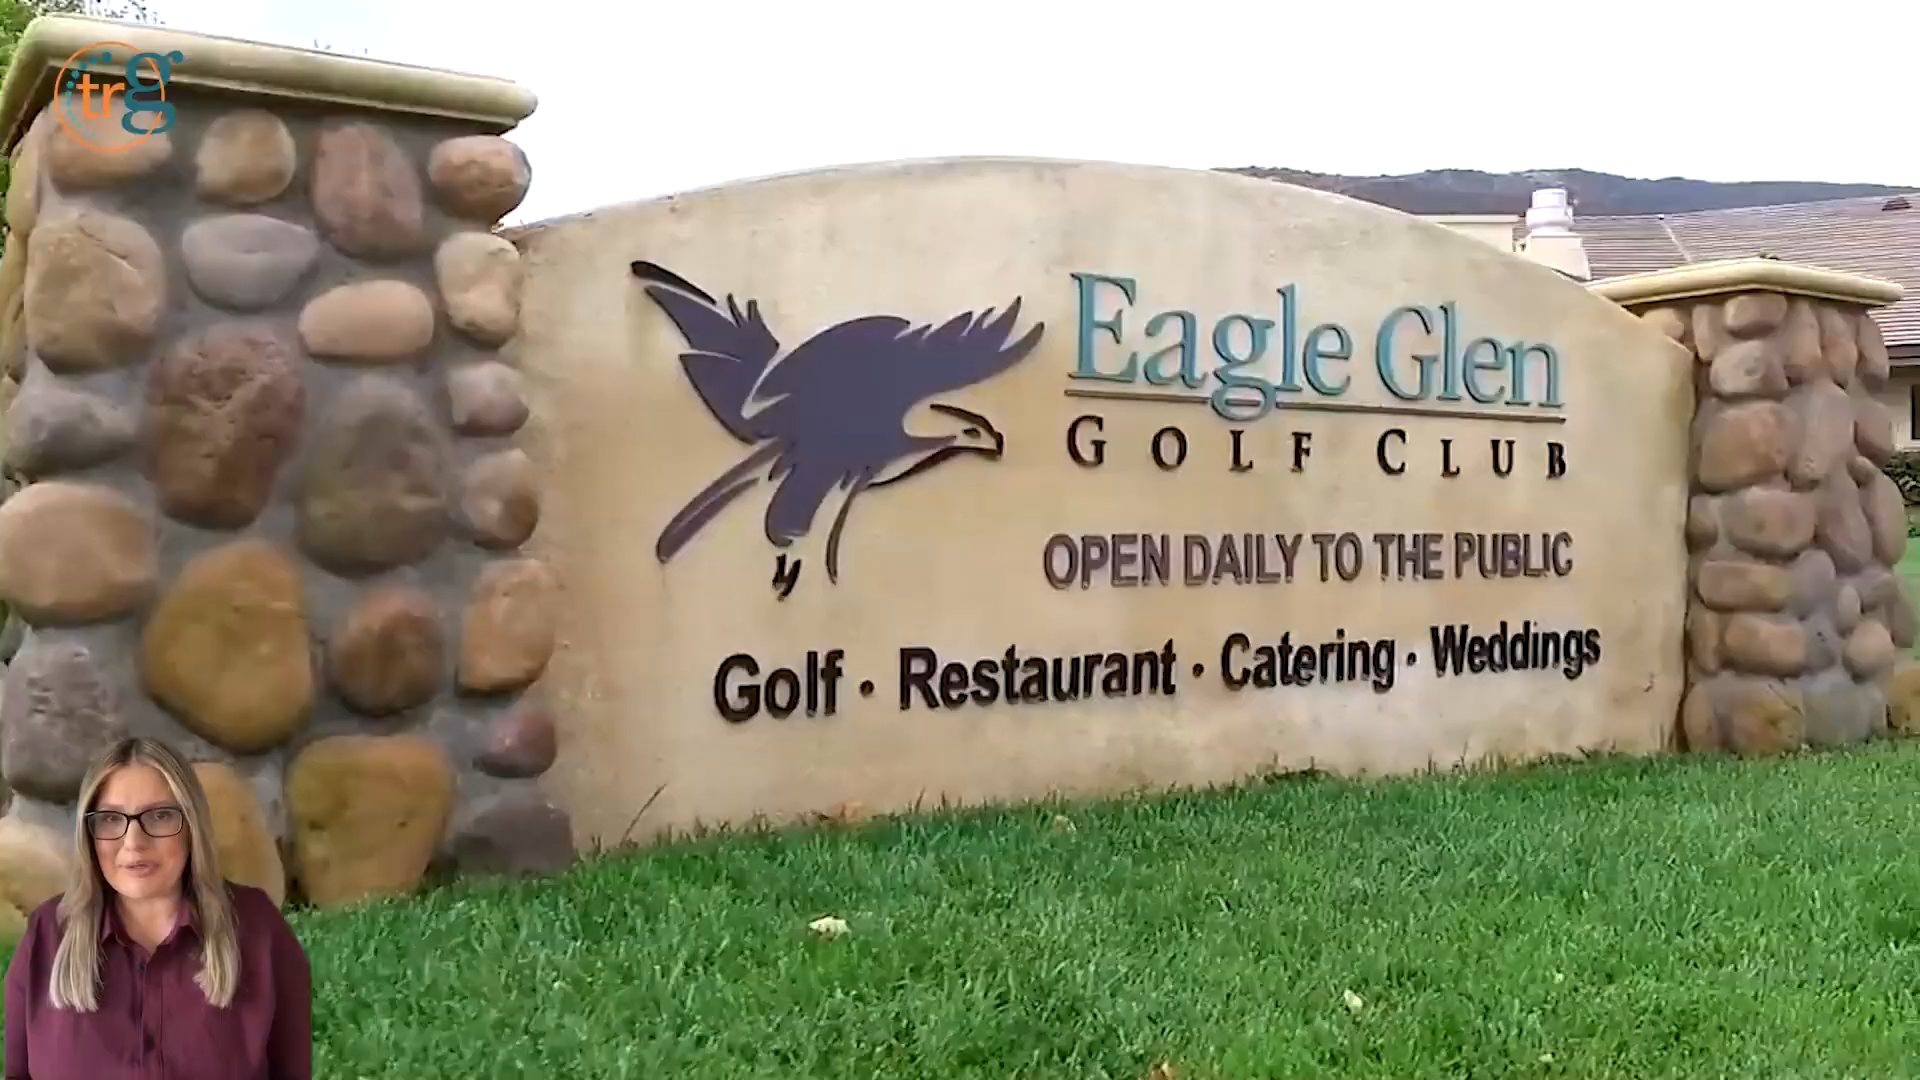 trg
Eagle Glen
GOLF CLUB
OPEN DAILY TO THE PUBLIC
Golf · Restaurant · Catering · Weddings